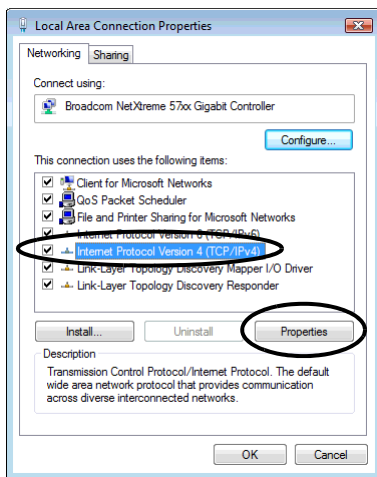 Local Area Connection Properties
Networking
Sharing
Connect using:
Broadcom NetXtreme 57xx Gigabit Controller
Configure...
This connection uses the following items:
Client for Microsoft Networks
QoS Packet Scheduler
File and Printer Sharing for Microsoft Networks
Internet Protocol Version 6 (TCP/IPv6)
Internet Protocol Version 4 (TCP/IPv4)
Link-Layer Topology Discovery Mapper I/O Driver
Link-Layer Topology Discovery Responder
Install...
Uninstall
Properties
Description
Transmission Control Protocol/Internet Protocol. The default
wide area network protocol that provides communication
across diverse interconnected networks.
OK
Cancel